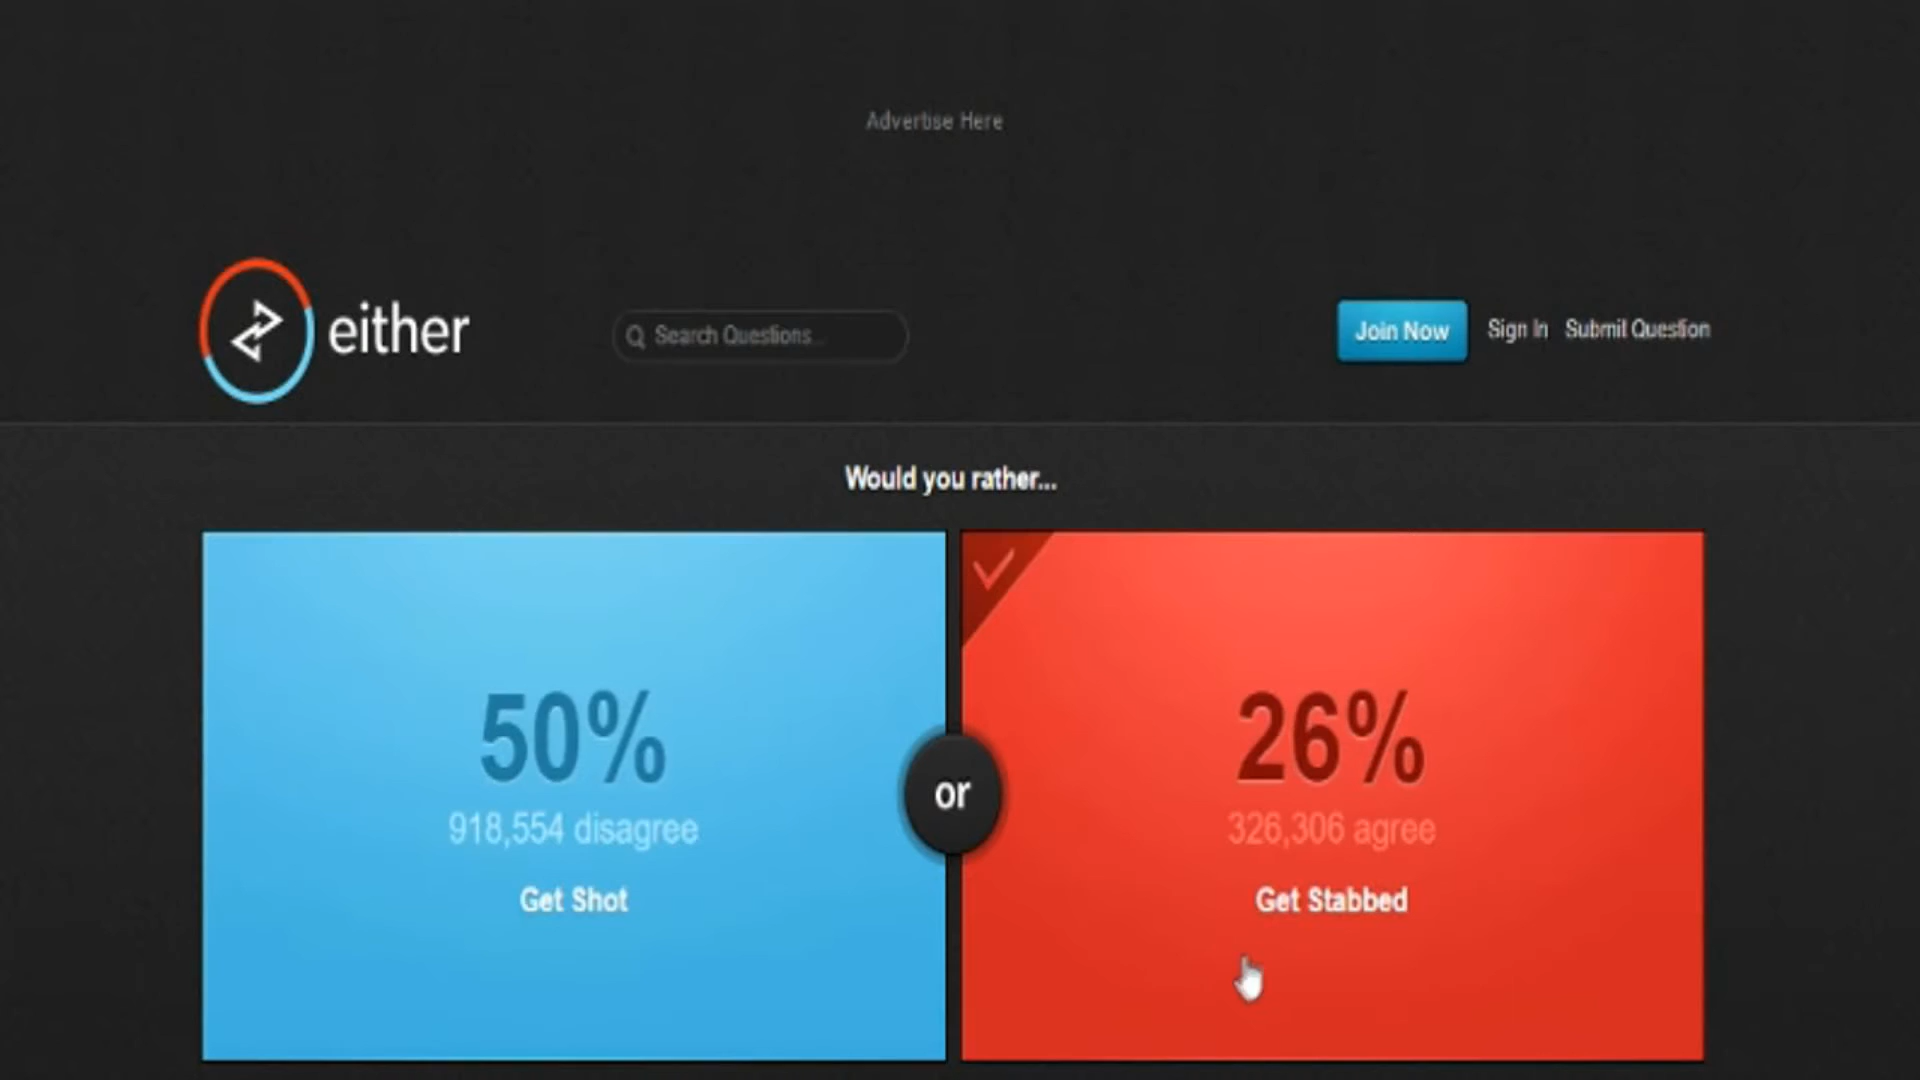 Advertise Here
either
Search Questions...
Join Now
Sign In
Submit Question
Would you rather...
50%
918,554 disagree
Get Shot
or
26%
326,306 agree
Get Stabbed